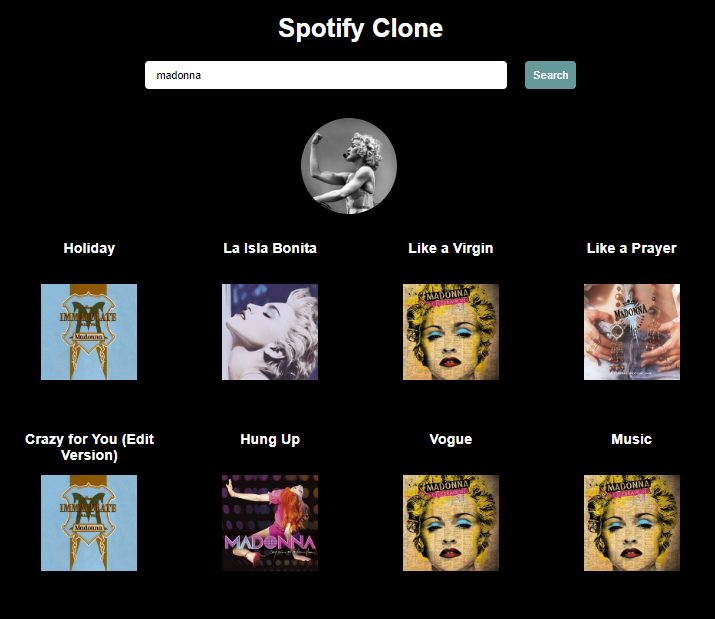 Spotify Clone
madonna
Search
Holiday
La Isla Bonita
Like a Virgin
Like a Prayer
IMMACULATE
Madonna
MADONNA
MADONNA
Crazy for You (Edit
Version)
Hung Up
Vogue
Music
IMMACULATE
Madonna
MADONNA
MADONNA
MADONNA